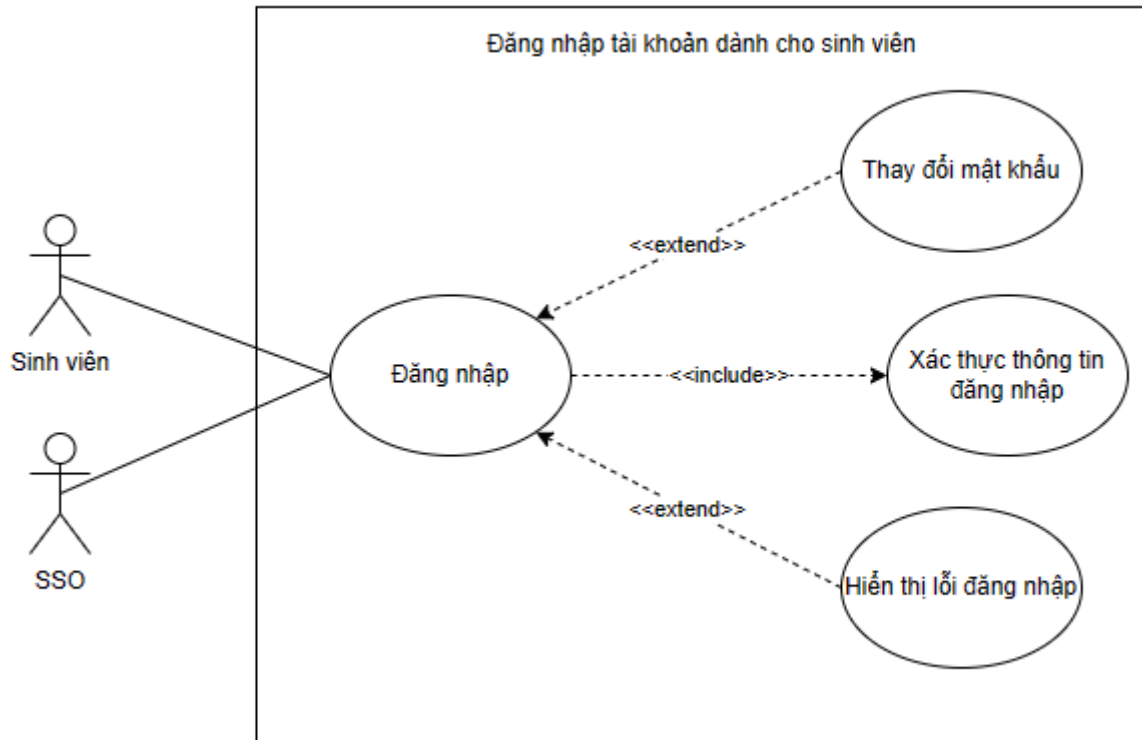 Đăng nhập tài khoản dành cho sinh viên
Thay đổi mật khẩu
<<extend>>
Sinh viên
Đăng nhập
<<include>>
Xác thực thông tin
đăng nhập
<<extend>>
SSO
Hiển thị lỗi đăng nhập